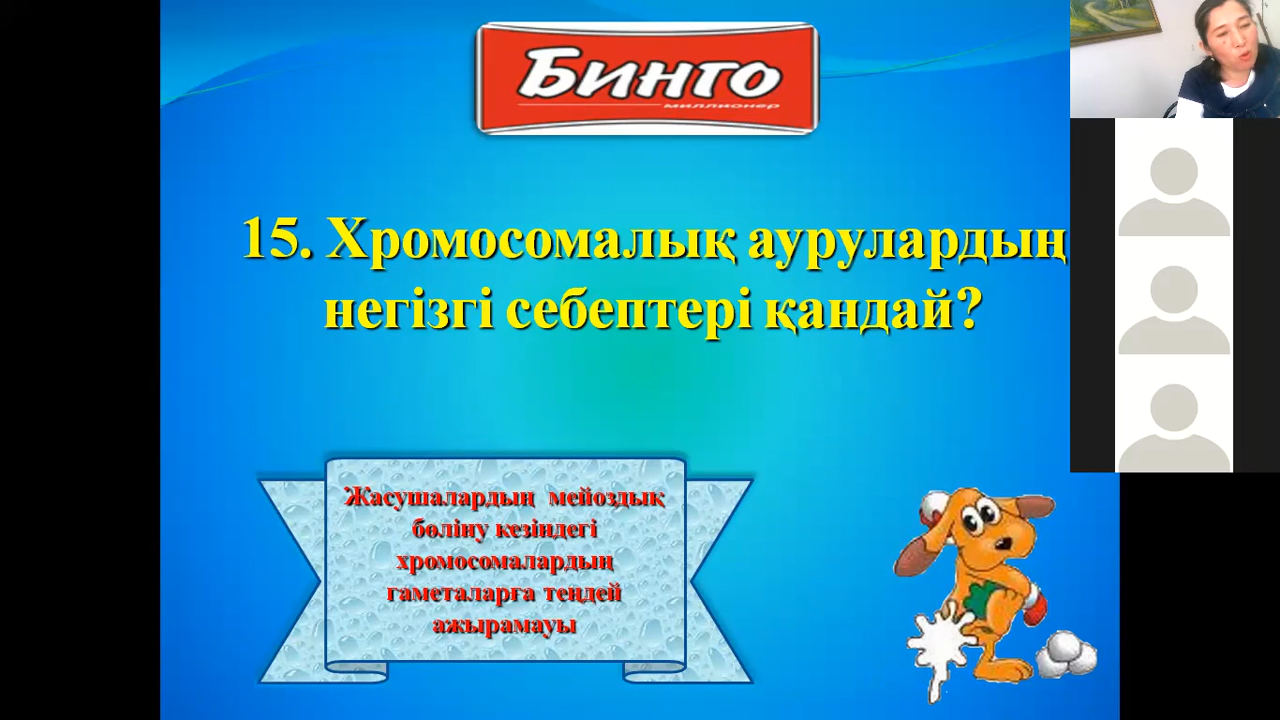 Бинго
миллионер
15. Хромосомалық аурулардың
негізгі себептері қандай?
Жасушалардың мейоздық
бөліну кезіндегі
хромосомалардың
гаметаларға теңдей
ажырамауы